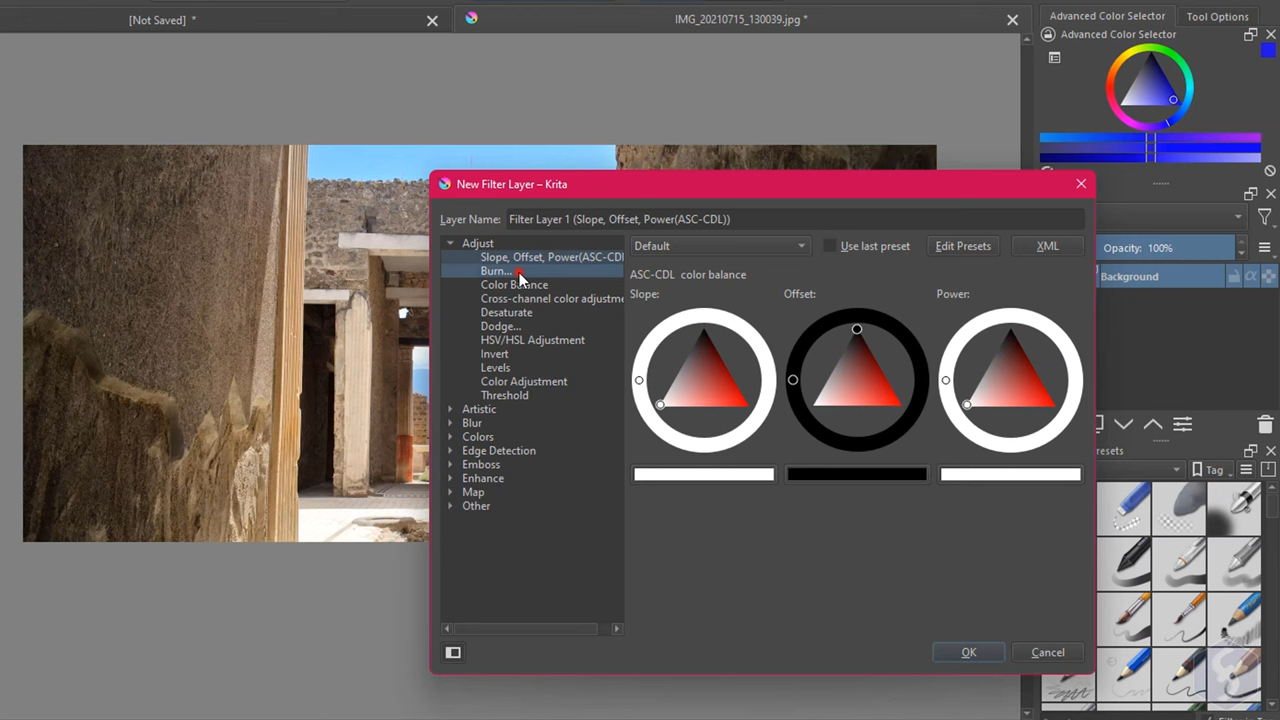 [Not Saved] *
IMG_20210715_130039.jpg *
Advanced Color Selector
Tool Options
Advanced Color Selector
New Filter Layer – Krita
Layer Name: Filter Layer 1 (Slope, Offset, Power(ASC-CDL))
Adjust
Slope, Offset, Power(ASC-CDL
Burn...
Color Balance
Cross-channel color adjustme
Desaturate
Dodge...
HSV/HSL Adjustment
Invert
Levels
Color Adjustment
Threshold
Artistic
Blur
Colors
Edge Detection
Emboss
Enhance
Map
Other
Default
Use last preset
Edit Presets
XML
ASC-CDL color balance
Slope:
Offset:
Power:
OK
Cancel
Opacity: 100%
Background
esets
Tag